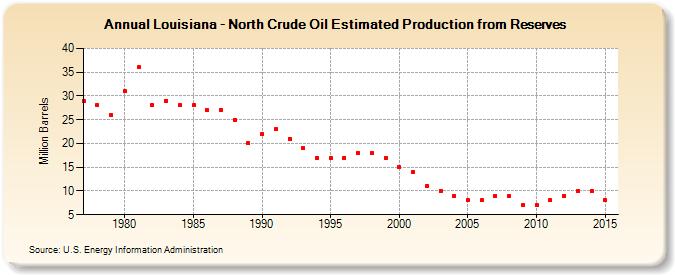 Annual Louisiana - North Crude Oil Estimated Production from Reserves
Million Barrels
40
35
30
25
20
15
10
5
1980 1985 1990 1995 2000 2005 2010 2015
Source: U.S. Energy Information Administration